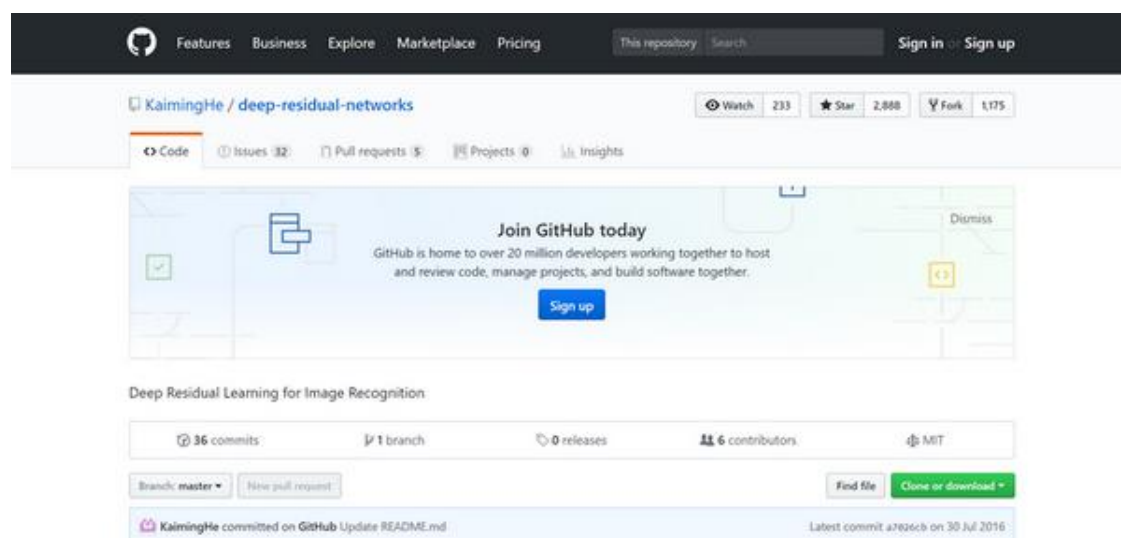 Features Business Explore Marketplace Pricing This repository Search Sign in or Sign up
KaimingHe / deep-residual-networks Watch 233 Star 2,888 Fork 1,175
<> Code Issues 32 Pull requests 5 Projects 0 Insights
Join GitHub today
Dismiss
GitHub is home to over 20 million developers working together to host
and review code, manage projects, and build software together.
Sign up
Deep Residual Learning for Image Recognition
36 commits 1 branch 0 releases 6 contributors MIT
Branch: master New pull request Find file Clone or download
KaimingHe committed on GitHub Update README.md Latest commit on 30 Jul 2016